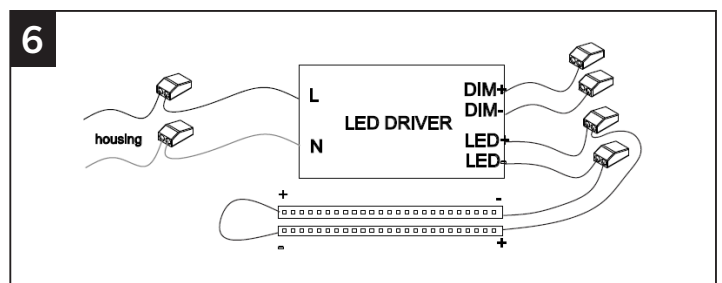 6
L
N
housing
LED DRIVER
DIM+
DIM-
LED+
LED-
+
-
-
+